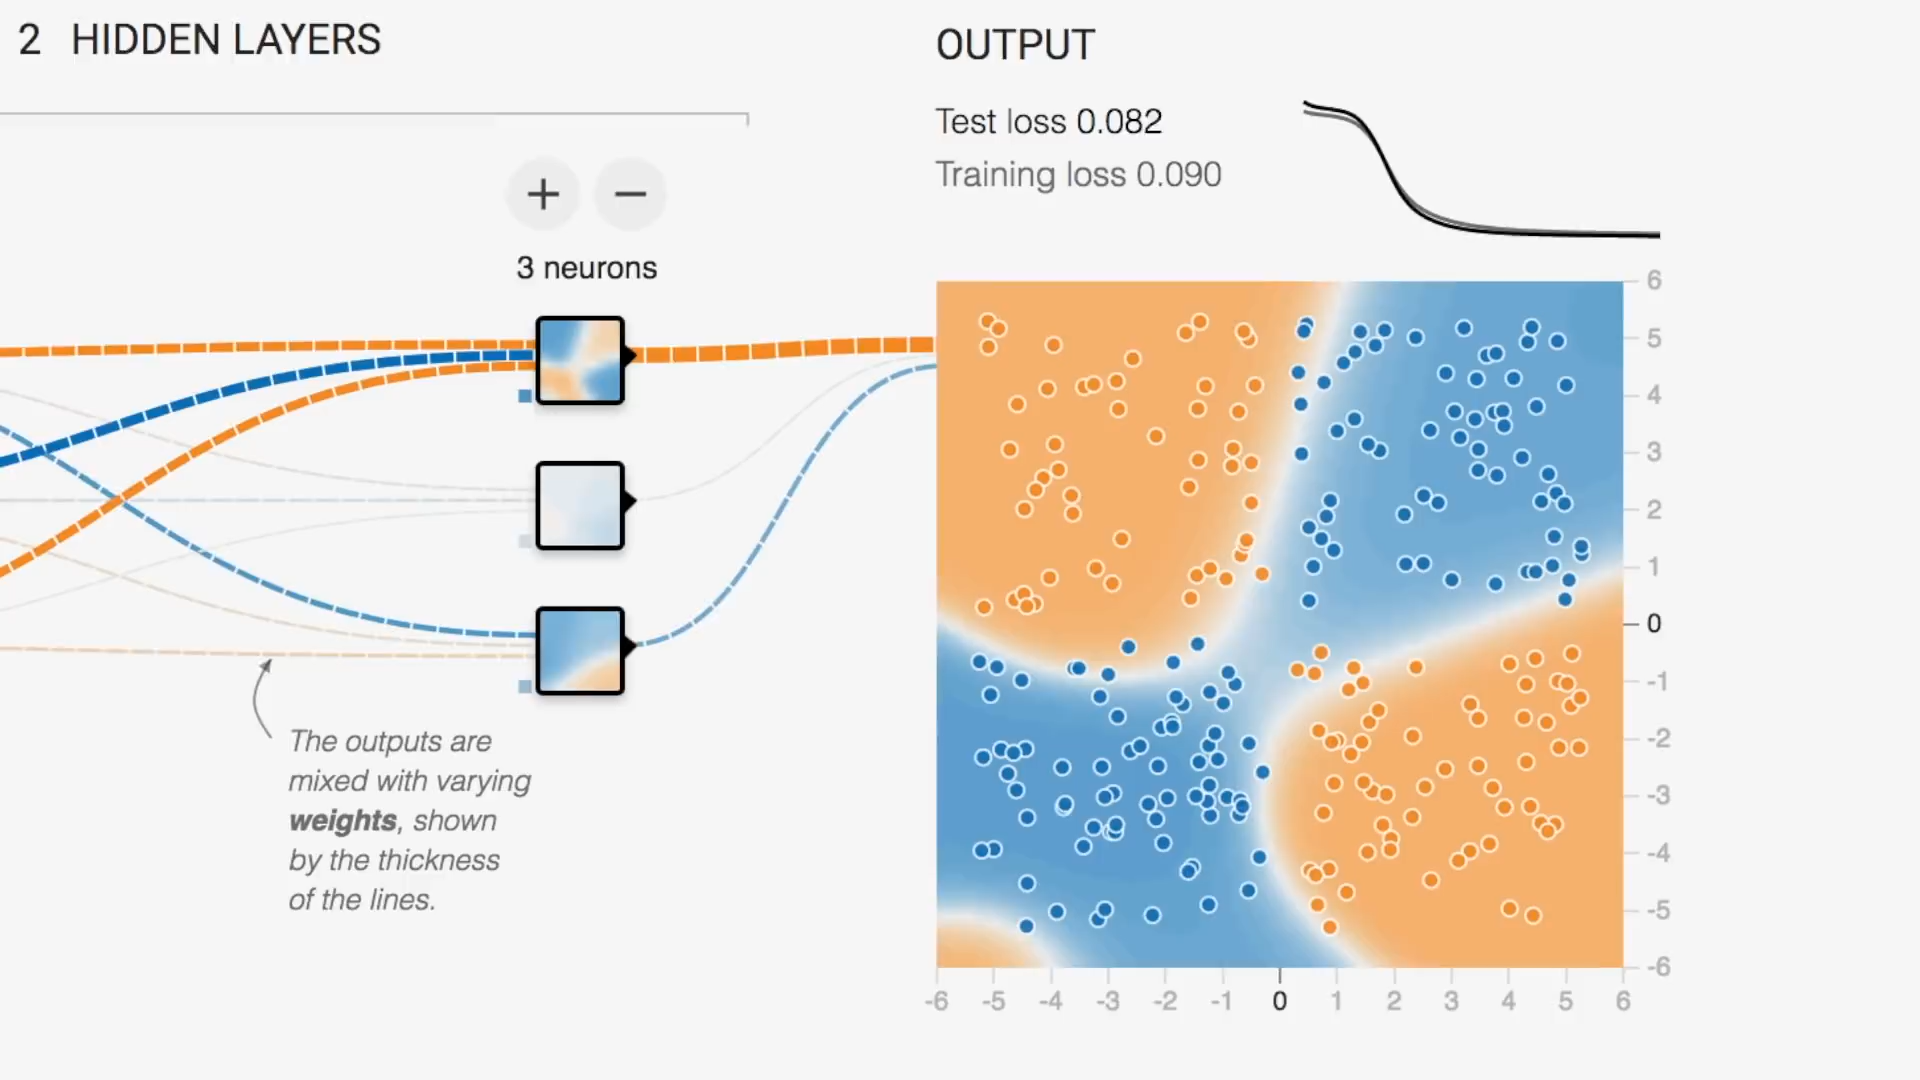 2 HIDDEN LAYERS
+ −
3 neurons
The outputs are
mixed with varying
weights, shown
by the thickness
of the lines.
OUTPUT
Test loss 0.082
Training loss 0.090
6
5
4
3
2
1
0
-1
-2
-3
-4
-5
-6
-6 -5 -4 -3 -2 -1 0 1 2 3 4 5 6